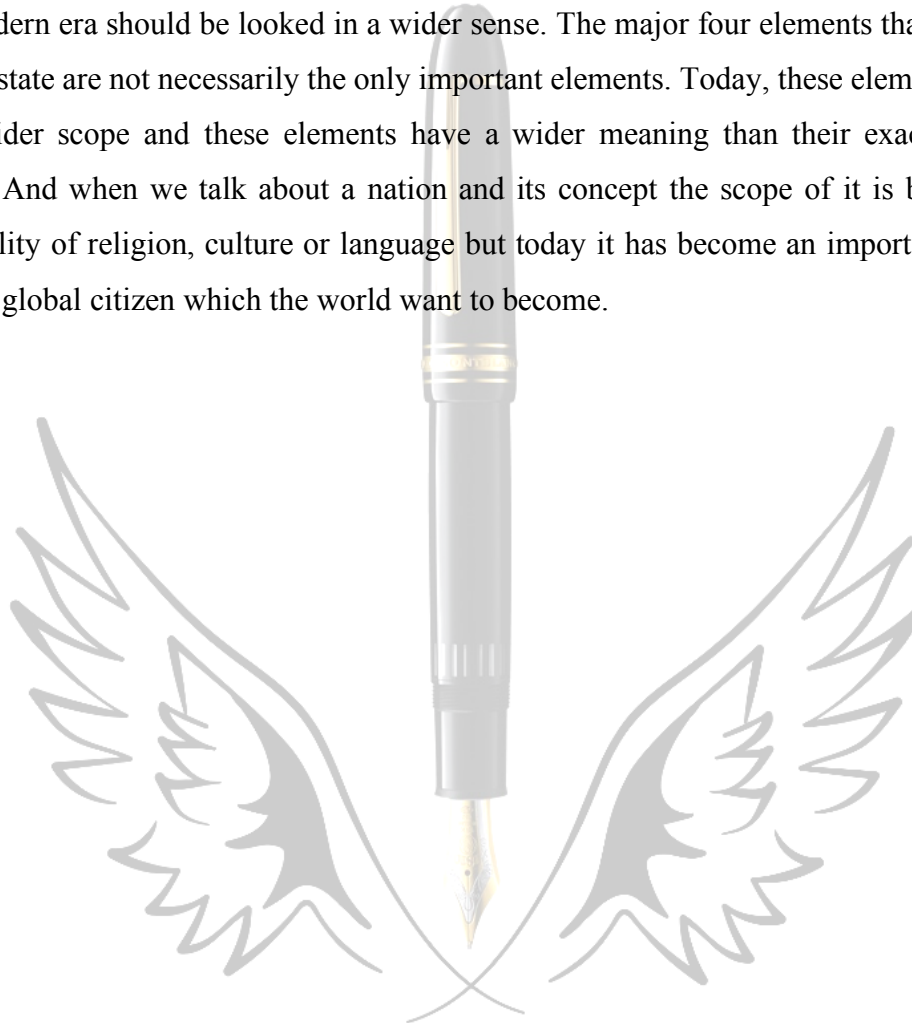 dern era should be looked in a wider sense. The major four elements tha
state are not necessarily the only important elements. Today, these elem
ider scope and these elements have a wider meaning than their exac
And when we talk about a nation and its concept the scope of it is b
lity of religion, culture or language but today it has become an import
global citizen which the world want to become.